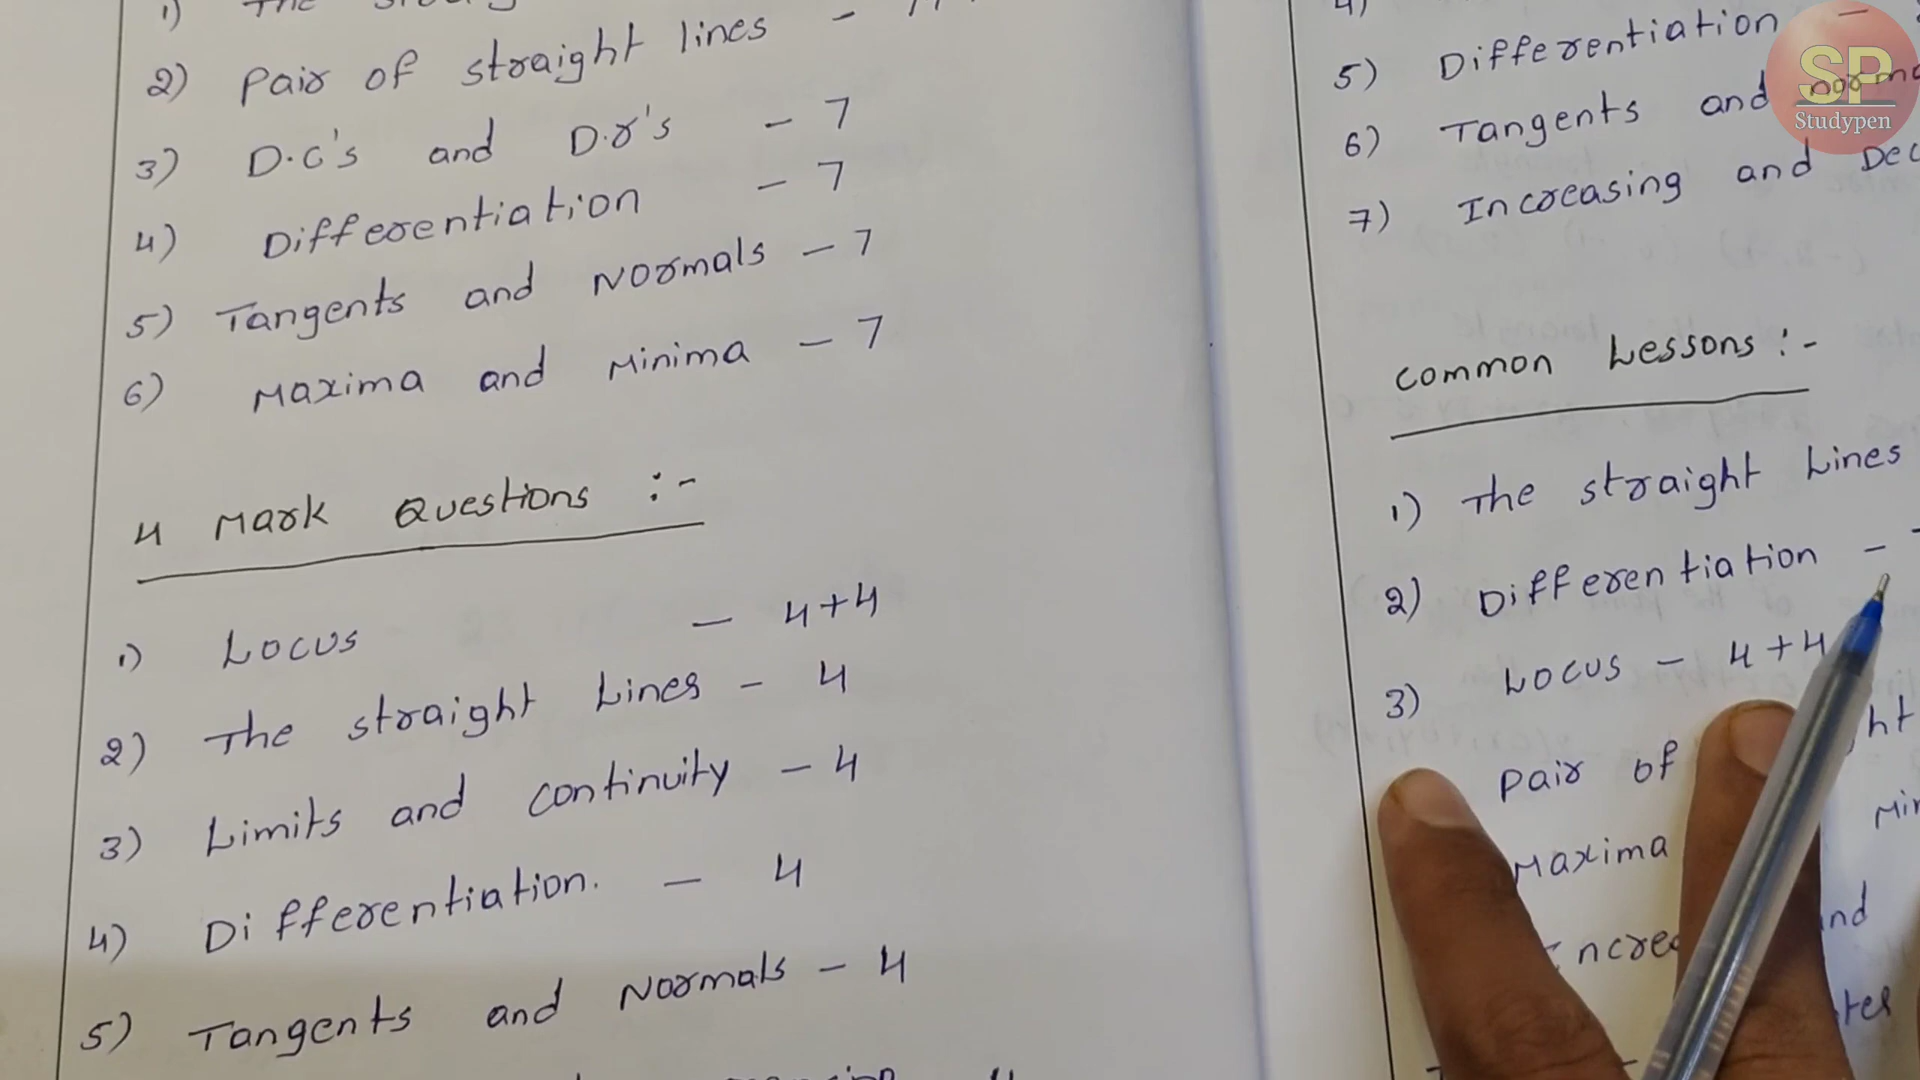 1) The
2) Pair of straight lines -
3) D.C's and D.r's - 7
4) Differentiation - 7
5) Tangents and Normals - 7
6) Maxima and Minima - 7
4 Mark Questions :-
1) Locus - 4+4
2) The straight Lines - 4
3) Limits and continuity - 4
4) Differentiation. - 4
5) Tangents and Normals - 4
4)
5) Differentiation -
6) Tangents and
7) Increasing and
Common Lessons :-
1) The straight Lines
2) Differentiation -
3) Locus - 4+4
Pair of
Maxima
SP
Studypen